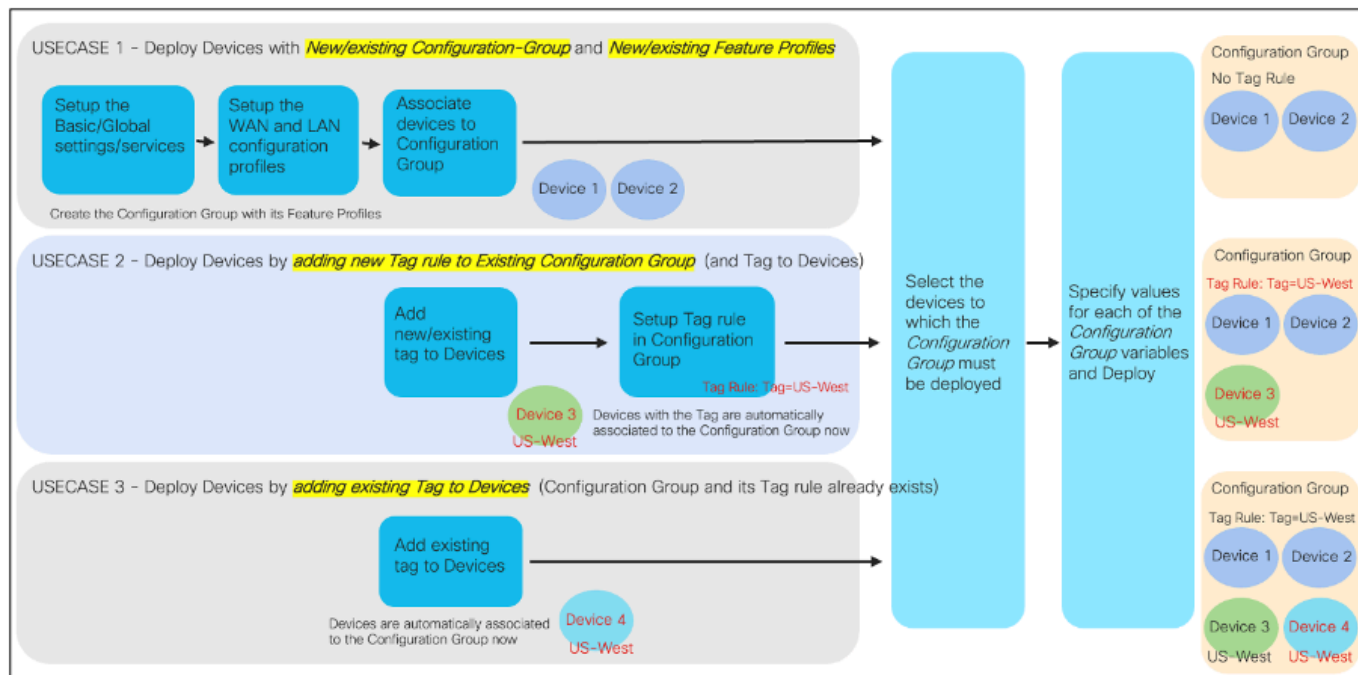 USECASE 1 - Deploy Devices with New/existing Configuration-Group and New/existing Feature Profiles
Setup the
Basic/Global
settings/services
Setup the
WAN and LAN
configuration
profiles
Associate
devices to
Configuration
Group
Device 1
Device 2
Create the Configuration Group with its Feature Profiles
USECASE 2 - Deploy Devices by adding new Tag rule to Existing Configuration Group (and Tag to Devices)
Add
new/existing
tag to Devices
Setup Tag rule
in Configuration
Group
Tag Rule: Tag=US-West
Device 3
US-West
Devices with the Tag are automatically
associated to the Configuration Group now
USECASE 3 - Deploy Devices by adding existing Tag to Devices (Configuration Group and its Tag rule already exists)
Add existing
tag to Devices
Devices are automatically associated
to the Configuration Group now
Device 4
US-West
Select the
devices to
which the
Configuration
Group must
be deployed
Specify values
for each of the
Configuration
Group variables
and Deploy
Configuration Group
No Tag Rule
Device 1
Device 2
Configuration Group
Tag Rule: Tag=US-West
Device 1
Device 2
Device 3
US-West
Configuration Group
Tag Rule: Tag=US-West
Device 1
Device 2
Device 3
Device 4
US-West
US-West